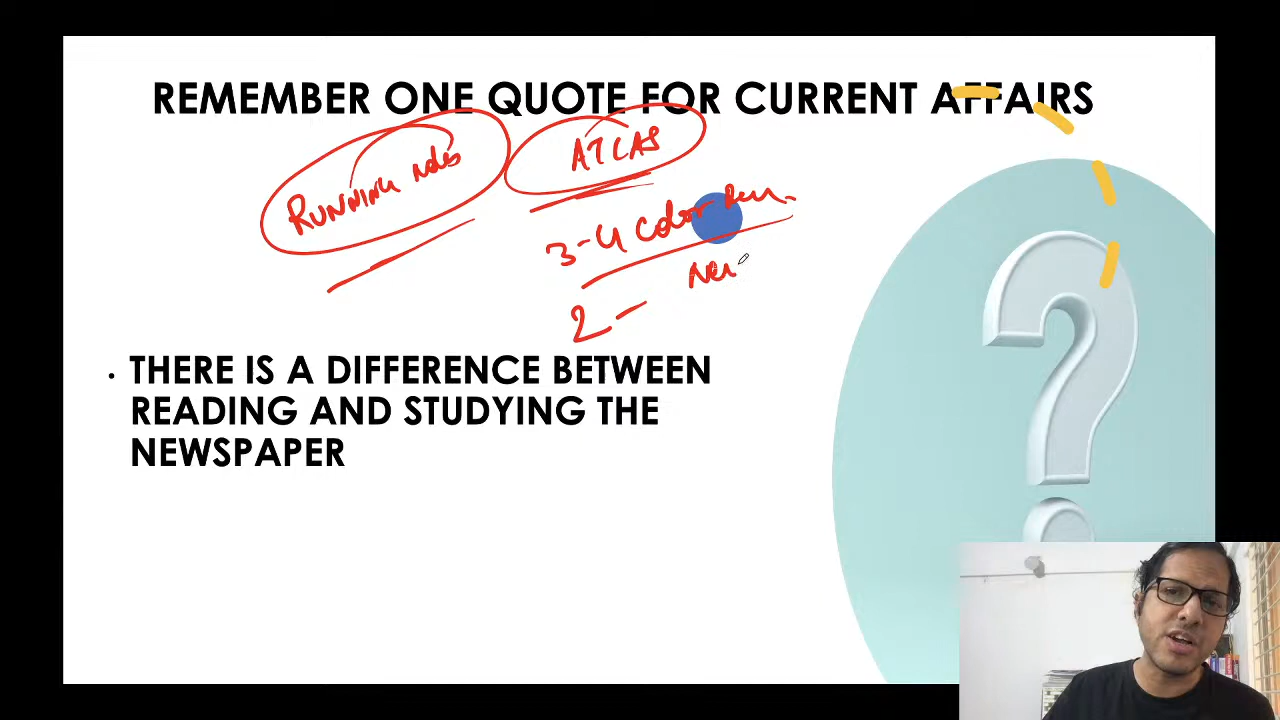 REMEMBER ONE QUOTE FOR CURRENT AFFAIRS
RUNNING notes
ATLAS
3-4 Color Pen.
2 -
• THERE IS A DIFFERENCE BETWEEN
READING AND STUDYING THE
NEWSPAPER